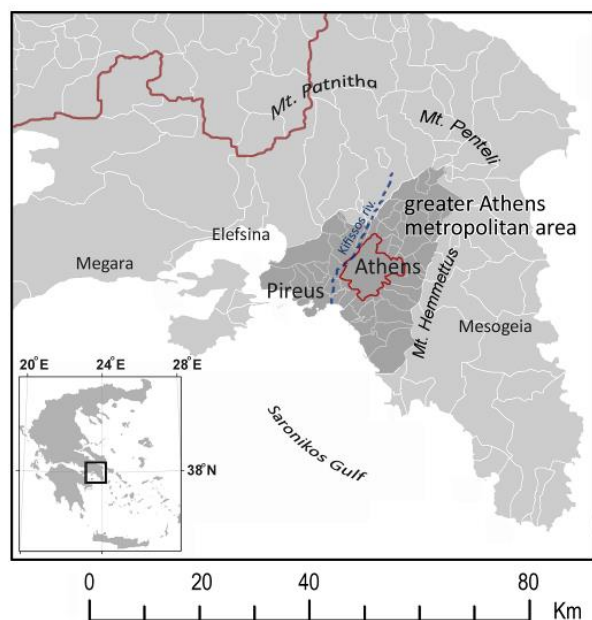 Mt. Patnitha
Mt. Penteli
greater Athens
metropolitan area
Kifissos riv.
Elefsina
Athens
Megara
Pireus
Mt. Hemmettus
Mesogeia
Saronikos Gulf
20°E 24°E 28°E
38°N
0 20 40 80
Km